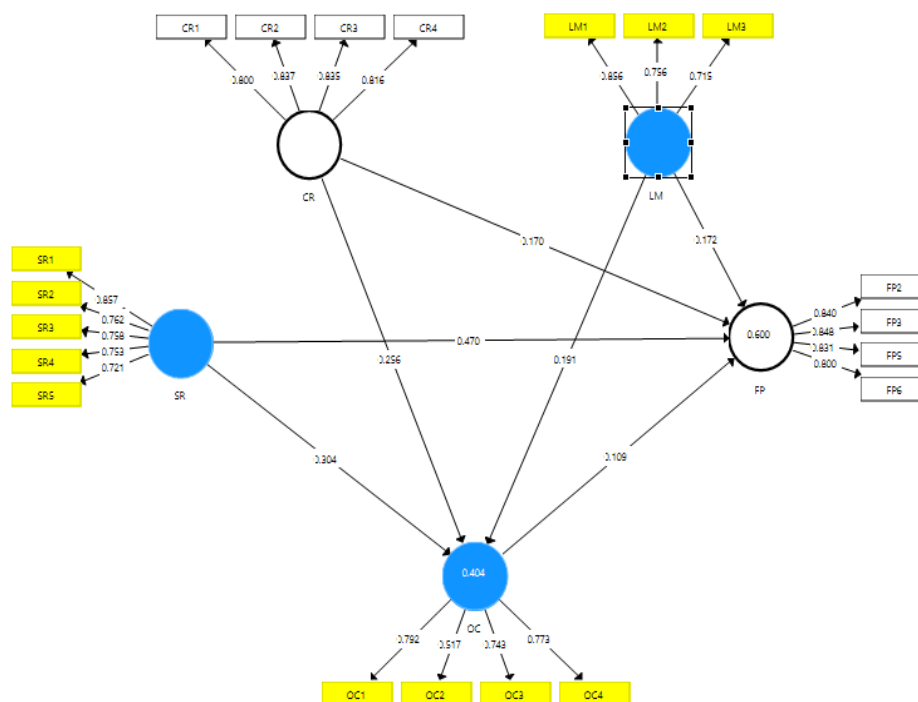 CR1 CR2 CR3 CR4
LM1 LM2 LM3
0.800 0.837 0.835 0.816
0.856 0.756 0.715
CR
LM
0.170
0.172
SR1
SR2
SR3
SR4
SR5
0.857
0.762
0.758
0.753
0.721
SR
0.470
0.256
0.191
0.600
FP
0.840
0.848
0.831
0.800
FP2
FP3
FP5
FP6
0.304
0.109
0.404
OC
0.792 0.517 0.743 0.773
OC1 OC2 OC3 OC4